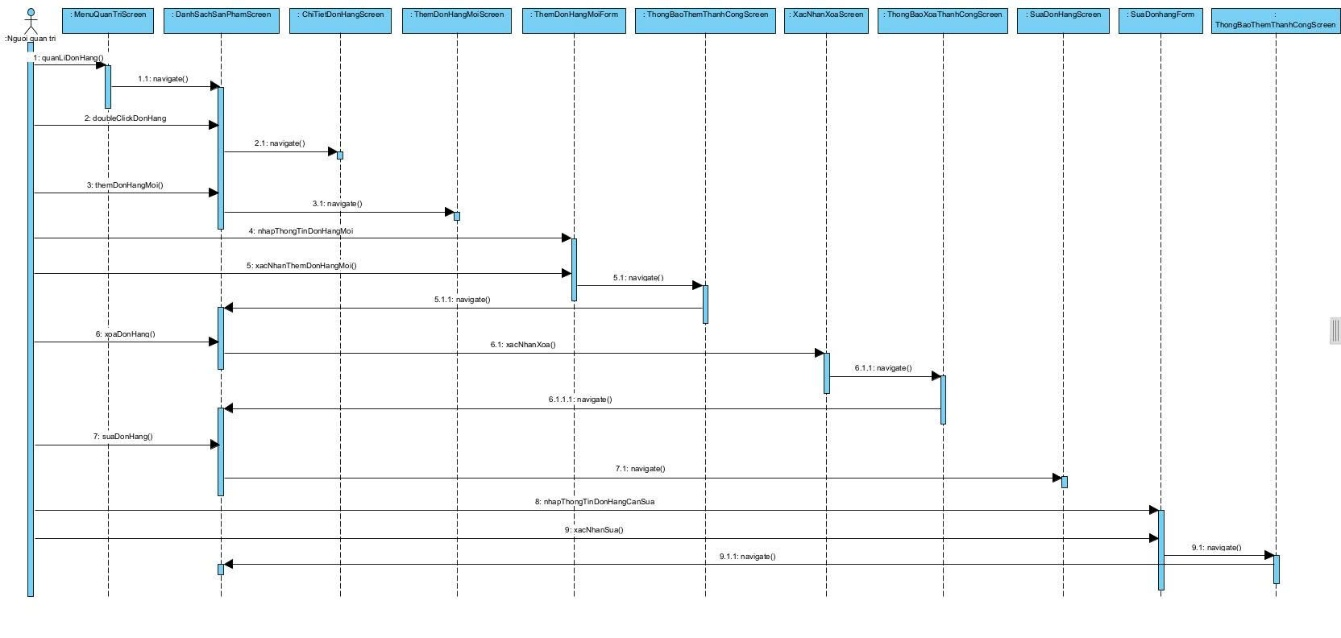 : MenuQuanTriScreen
: DanhSachSanPhamScreen
: ChiTietDonHangScreen
: ThemDonHangMoiScreen
: ThemDonHangMoiForm
: ThongBaoThemThanhCongScreen
: XacNhanXoaScreen
: ThongBaoXoaThanhCongScreen
: SuaDonHangScreen
: SuaDonhangForm
:
ThongBaoThemThanhCongScreen
:Nguoi quan tri
1: quanLiDonHang()
1.1: navigate()
2: doubleClickDonHang
2.1: navigate()
3: themDonHangMoi()
3.1: navigate()
4: nhapThongTinDonHangMoi
5: xacNhanThemDonHangMoi()
5.1: navigate()
5.1.1: navigate()
6: xoaDonHang()
6.1: xacNhanXoa()
6.1.1: navigate()
6.1.1.1: navigate()
7: suaDonHang()
7.1: navigate()
8: nhapThongTinDonHangCanSua
9: xacNhanSua()
9.1: navigate()
9.1.1: navigate()